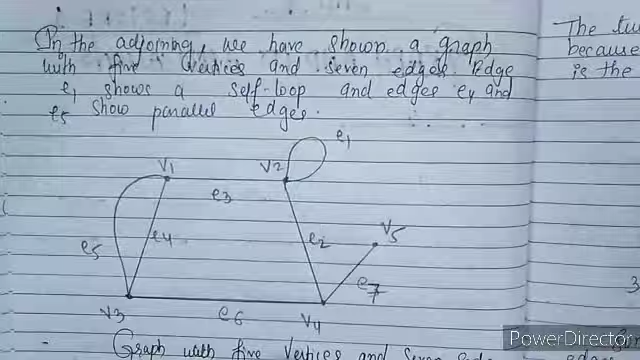 In the adjoining, we have shown a graph
with five vertices and seven edges. Edge
e1 shows a self-loop and edges e4 and
e5 show parallel edges.
The
because
is the
e1
V1
V2
e3
e4
e2
V5
e5
e7
3
V3
e6
V4
Graph with five Vertices and Seven
PowerDirector